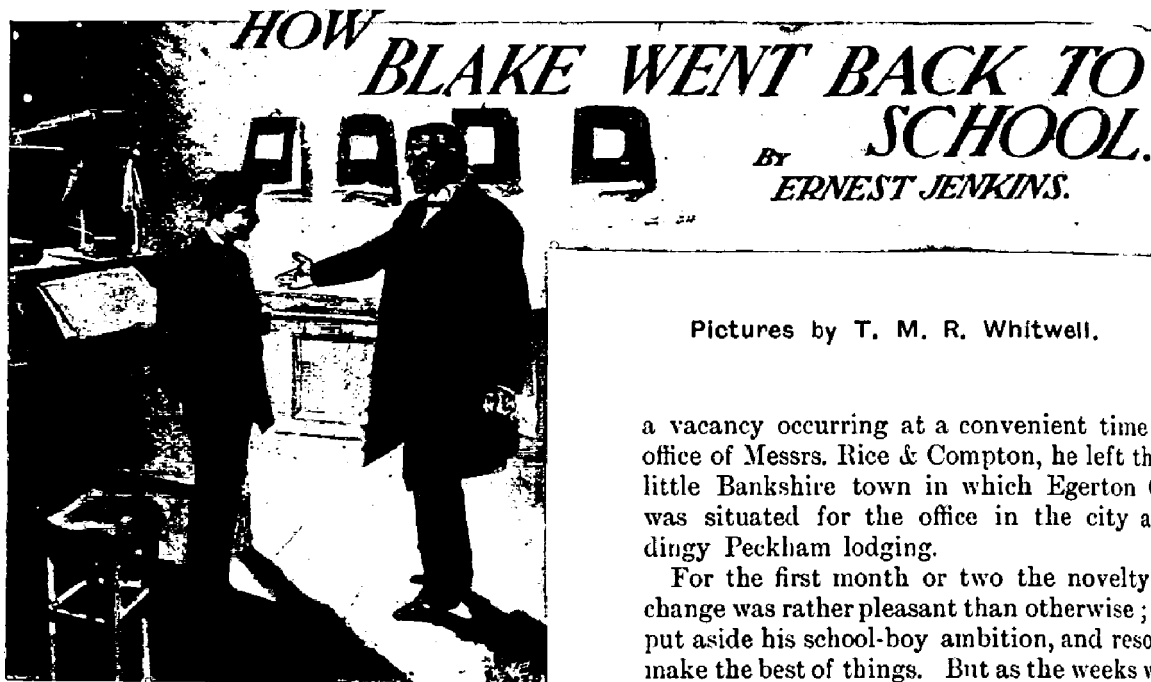 HOW
BLAKE WENT BACK TO
SCHOOL.
BY
ERNEST JENKINS.
Pictures by T. M. R. Whitwell.
a vacancy occurring at a convenient time
office of Messrs. Rice & Compton, he left
little Bankshire town in which Egerton
was situated for the office in the city
dingy Peckham lodging.
For the first month or two the novelty
change was rather pleasant than otherwise ;
put aside his school-boy ambition, and
make the best of things. But as the weeks